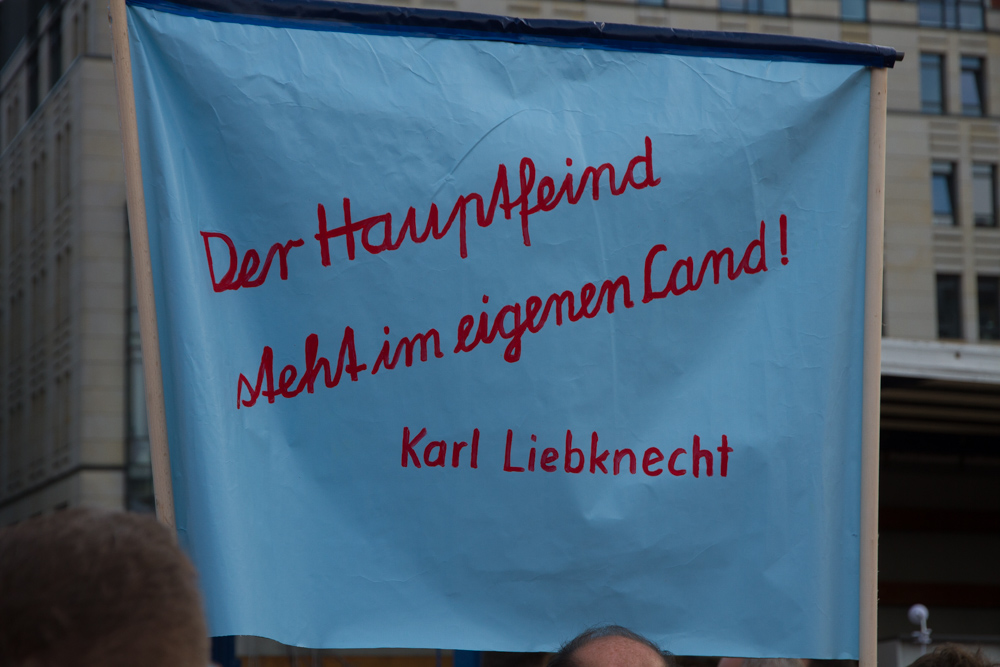 Der Hauptfeind
steht im eigenen Land!
Karl Liebknecht